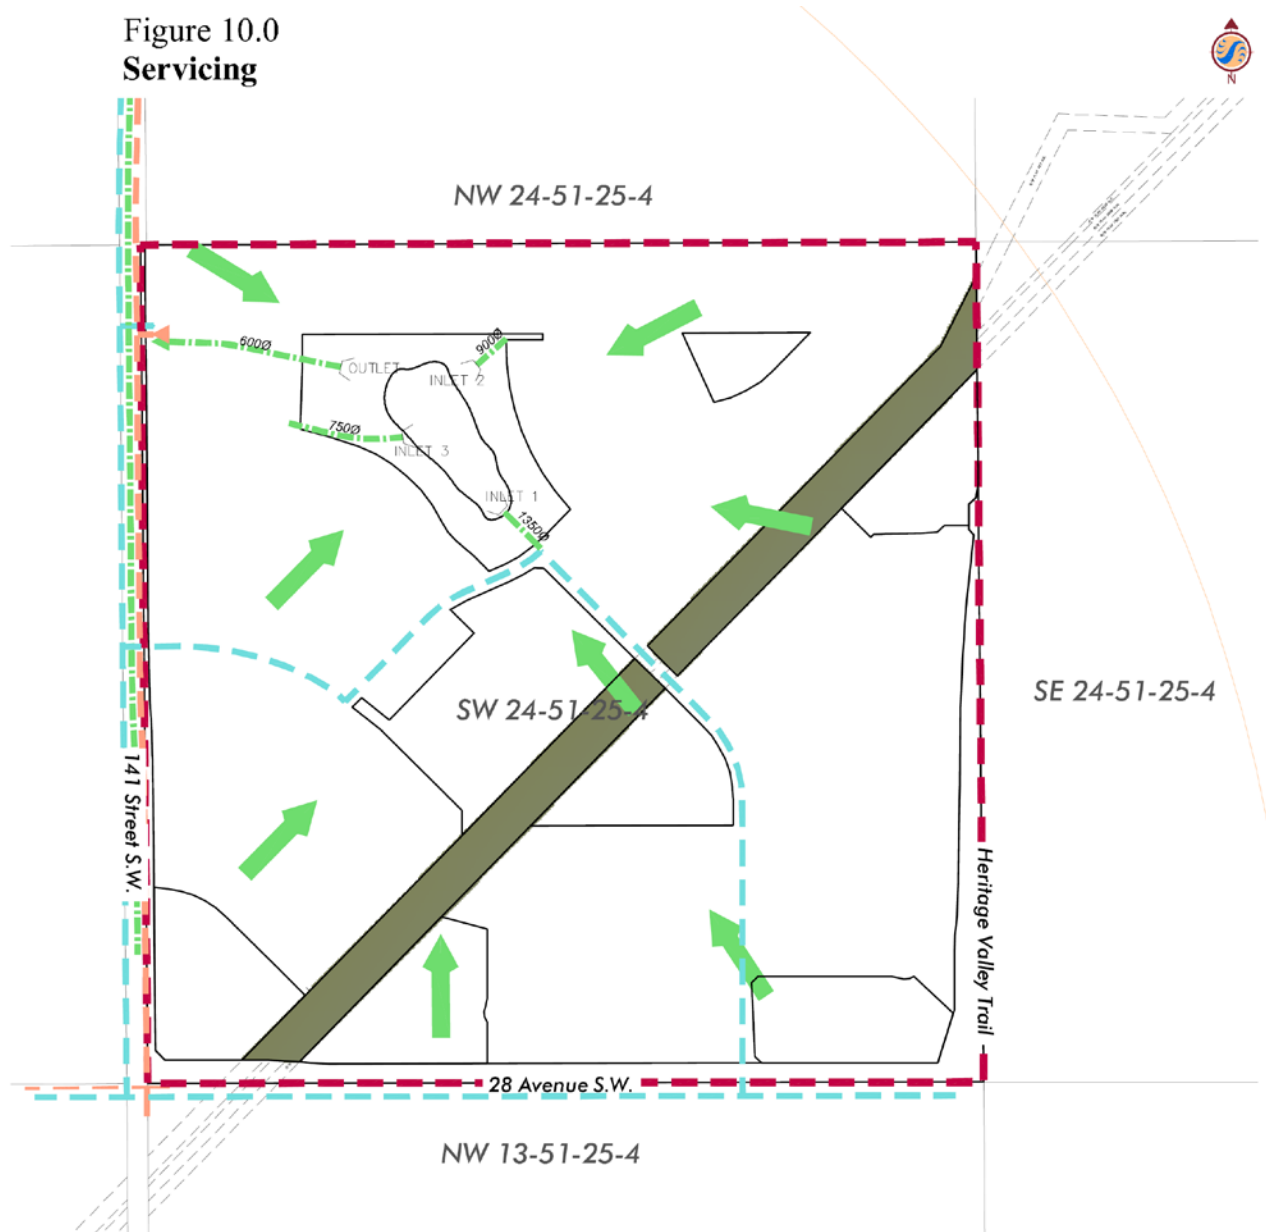 Figure 10.0
Servicing
N
NW 24-51-25-4
600Ø
OUTLET
900Ø
INLET 2
750Ø
INLET 3
INLET 1
1350Ø
SW 24-51-25-4
SE 24-51-25-4
141 Street S.W.
Heritage Valley Trail
28 Avenue S.W.
NW 13-51-25-4